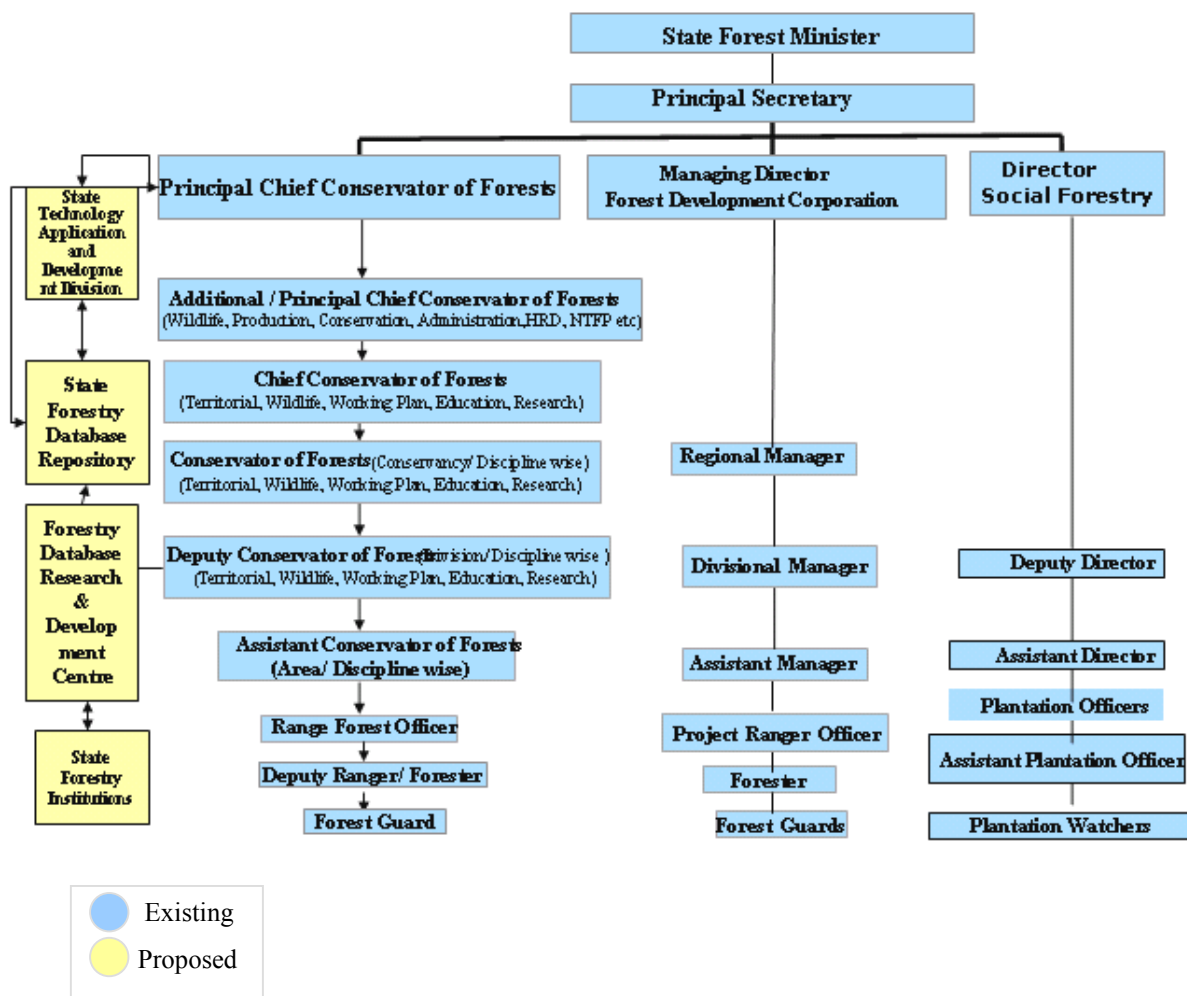 State Forest Minister
Principal Secretary
Principal Chief Conservator of Forests
Managing Director
Forest Development Corporation
Director
Social Forestry
State
Technology
Application
and
Developme
nt Division
Additional / Principal Chief Conservator of Forests
(Wildlife, Production, Conservation, Administration,HRD, NTFP etc)
Chief Conservator of Forests
(Territorial, Wildlife, Working Plan, Education, Research)
State
Forestry
Database
Repository
Conservator of Forests(Conservancy/ Discipline wise)
(Territorial, Wildlife, Working Plan, Education, Research)
Forestry
Database
Research
&
Develop
ment
Centre
Deputy Conservator of Forests(Division/ Discipline wise )
(Territorial, Wildlife, Working Plan, Education, Research)
Assistant Conservator of Forests
(Area/ Discipline wise)
Range Forest Officer
Deputy Ranger/ Forester
Forest Guard
State
Forestry
Institutions
Regional Manager
Divisional Manager
Assistant Manager
Project Ranger Officer
Forester
Forest Guards
Deputy Director
Assistant Director
Plantation Officers
Assistant Plantation Officer
Plantation Watchers
Existing
Proposed